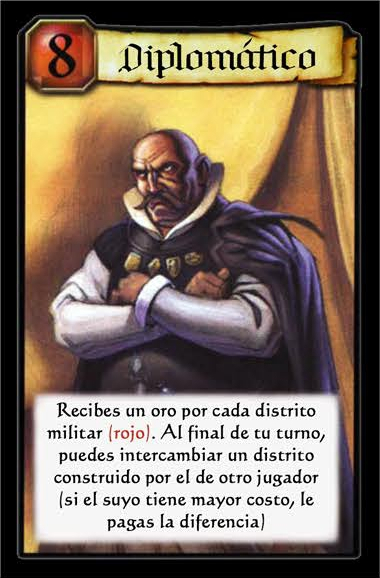 8 Diplomático
Recibes un oro por cada distrito
militar (rojo). Al final de tu turno,
puedes intercambiar un distrito
construido por el de otro jugador
(si el suyo tiene mayor costo, le
pagas la diferencia)